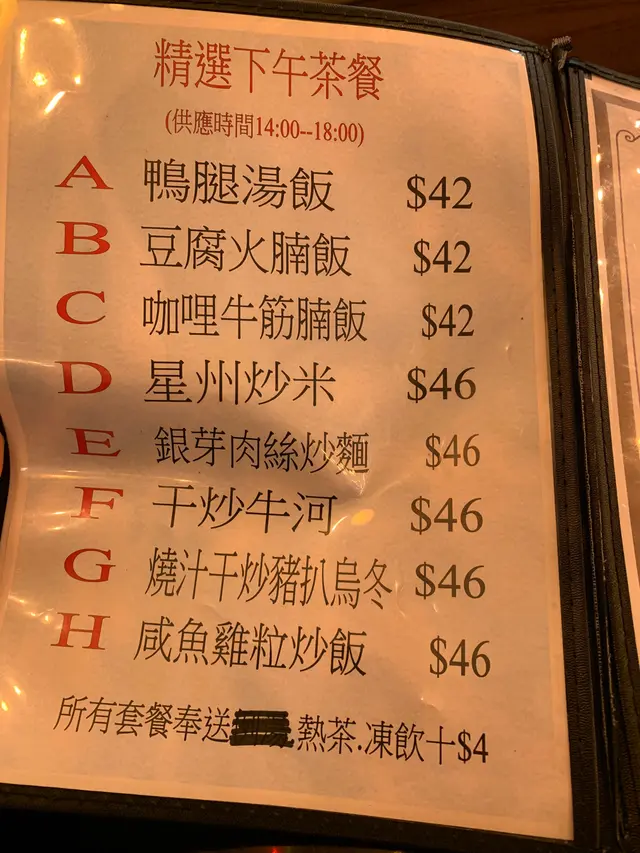 精選下午茶餐
(供應時間14:00--18:00)
A 鴨腿湯飯 $42
B 豆腐火腩飯 $42
C 咖哩牛筋腩飯 $42
D 星州炒米 $46
E 銀芽肉絲炒麵 $46
F 干炒牛河 $46
G 燒汁干炒豬扒烏冬 $46
H 咸魚雞粒炒飯 $46
所有套餐奉送 熱茶.凍飲十$4